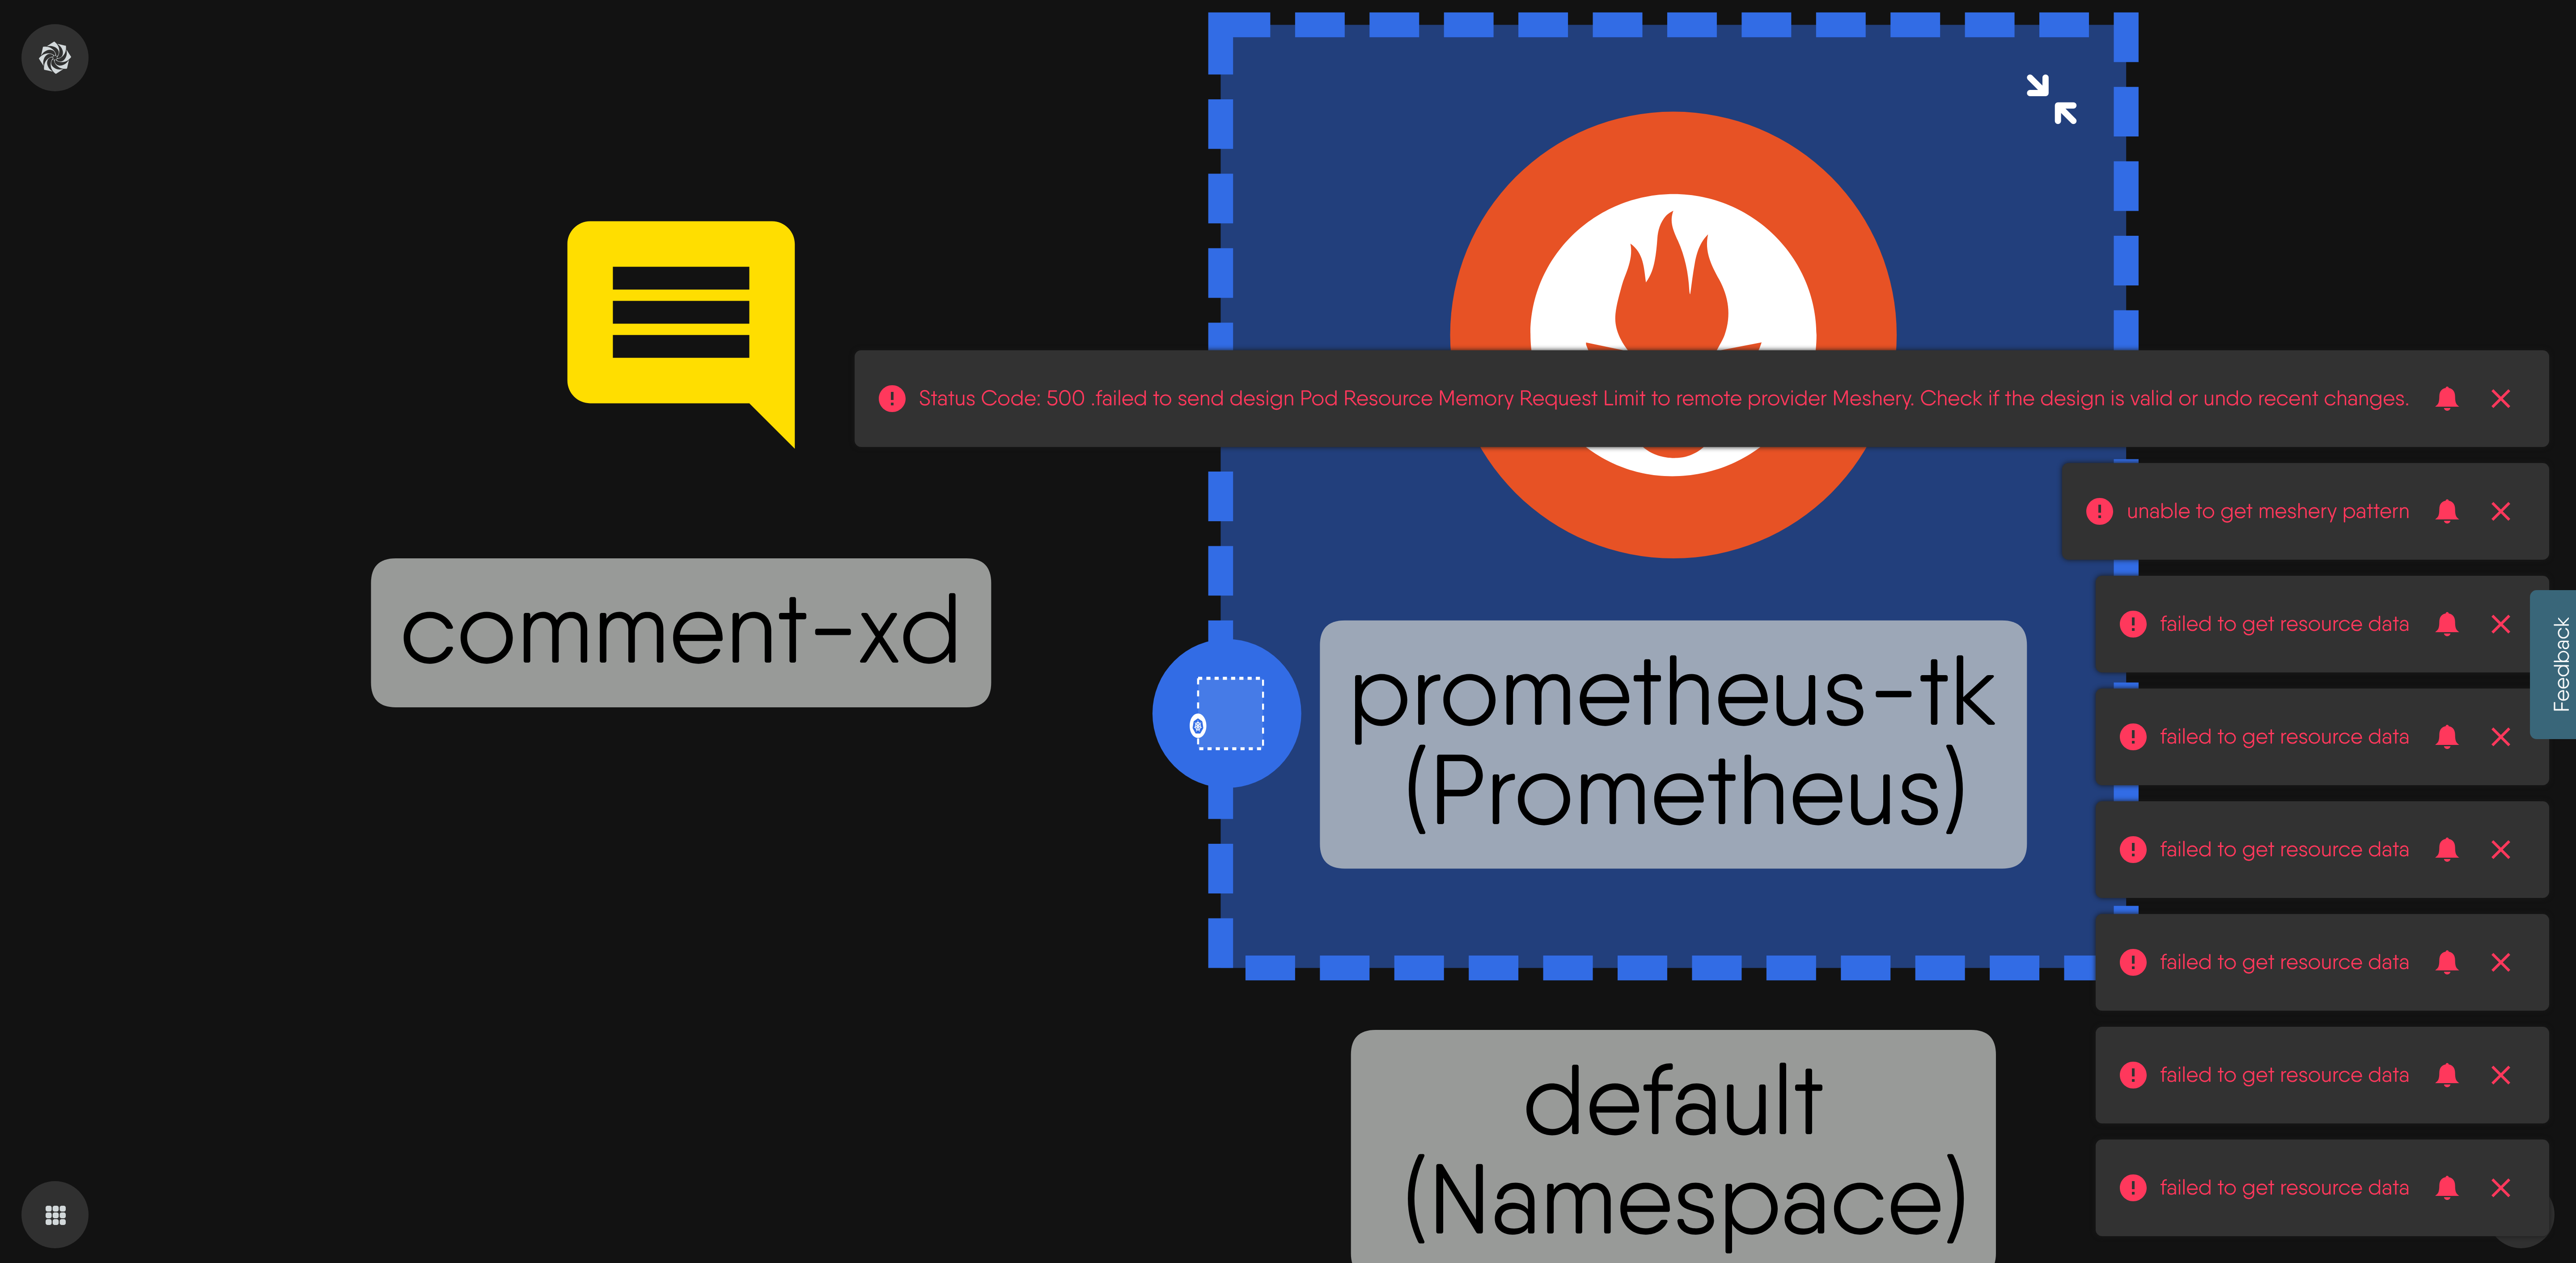 Status Code: 500 .failed to send design Pod Resource Memory Request Limit to remote provider Meshery. Check if the design is valid or undo recent changes.
unable to get meshery pattern
comment-xd
failed to get resource data
Feedback
prometheus-tk
(Prometheus)
failed to get resource data
failed to get resource data
failed to get resource data
default
(Namespace)
failed to get resource data
failed to get resource data